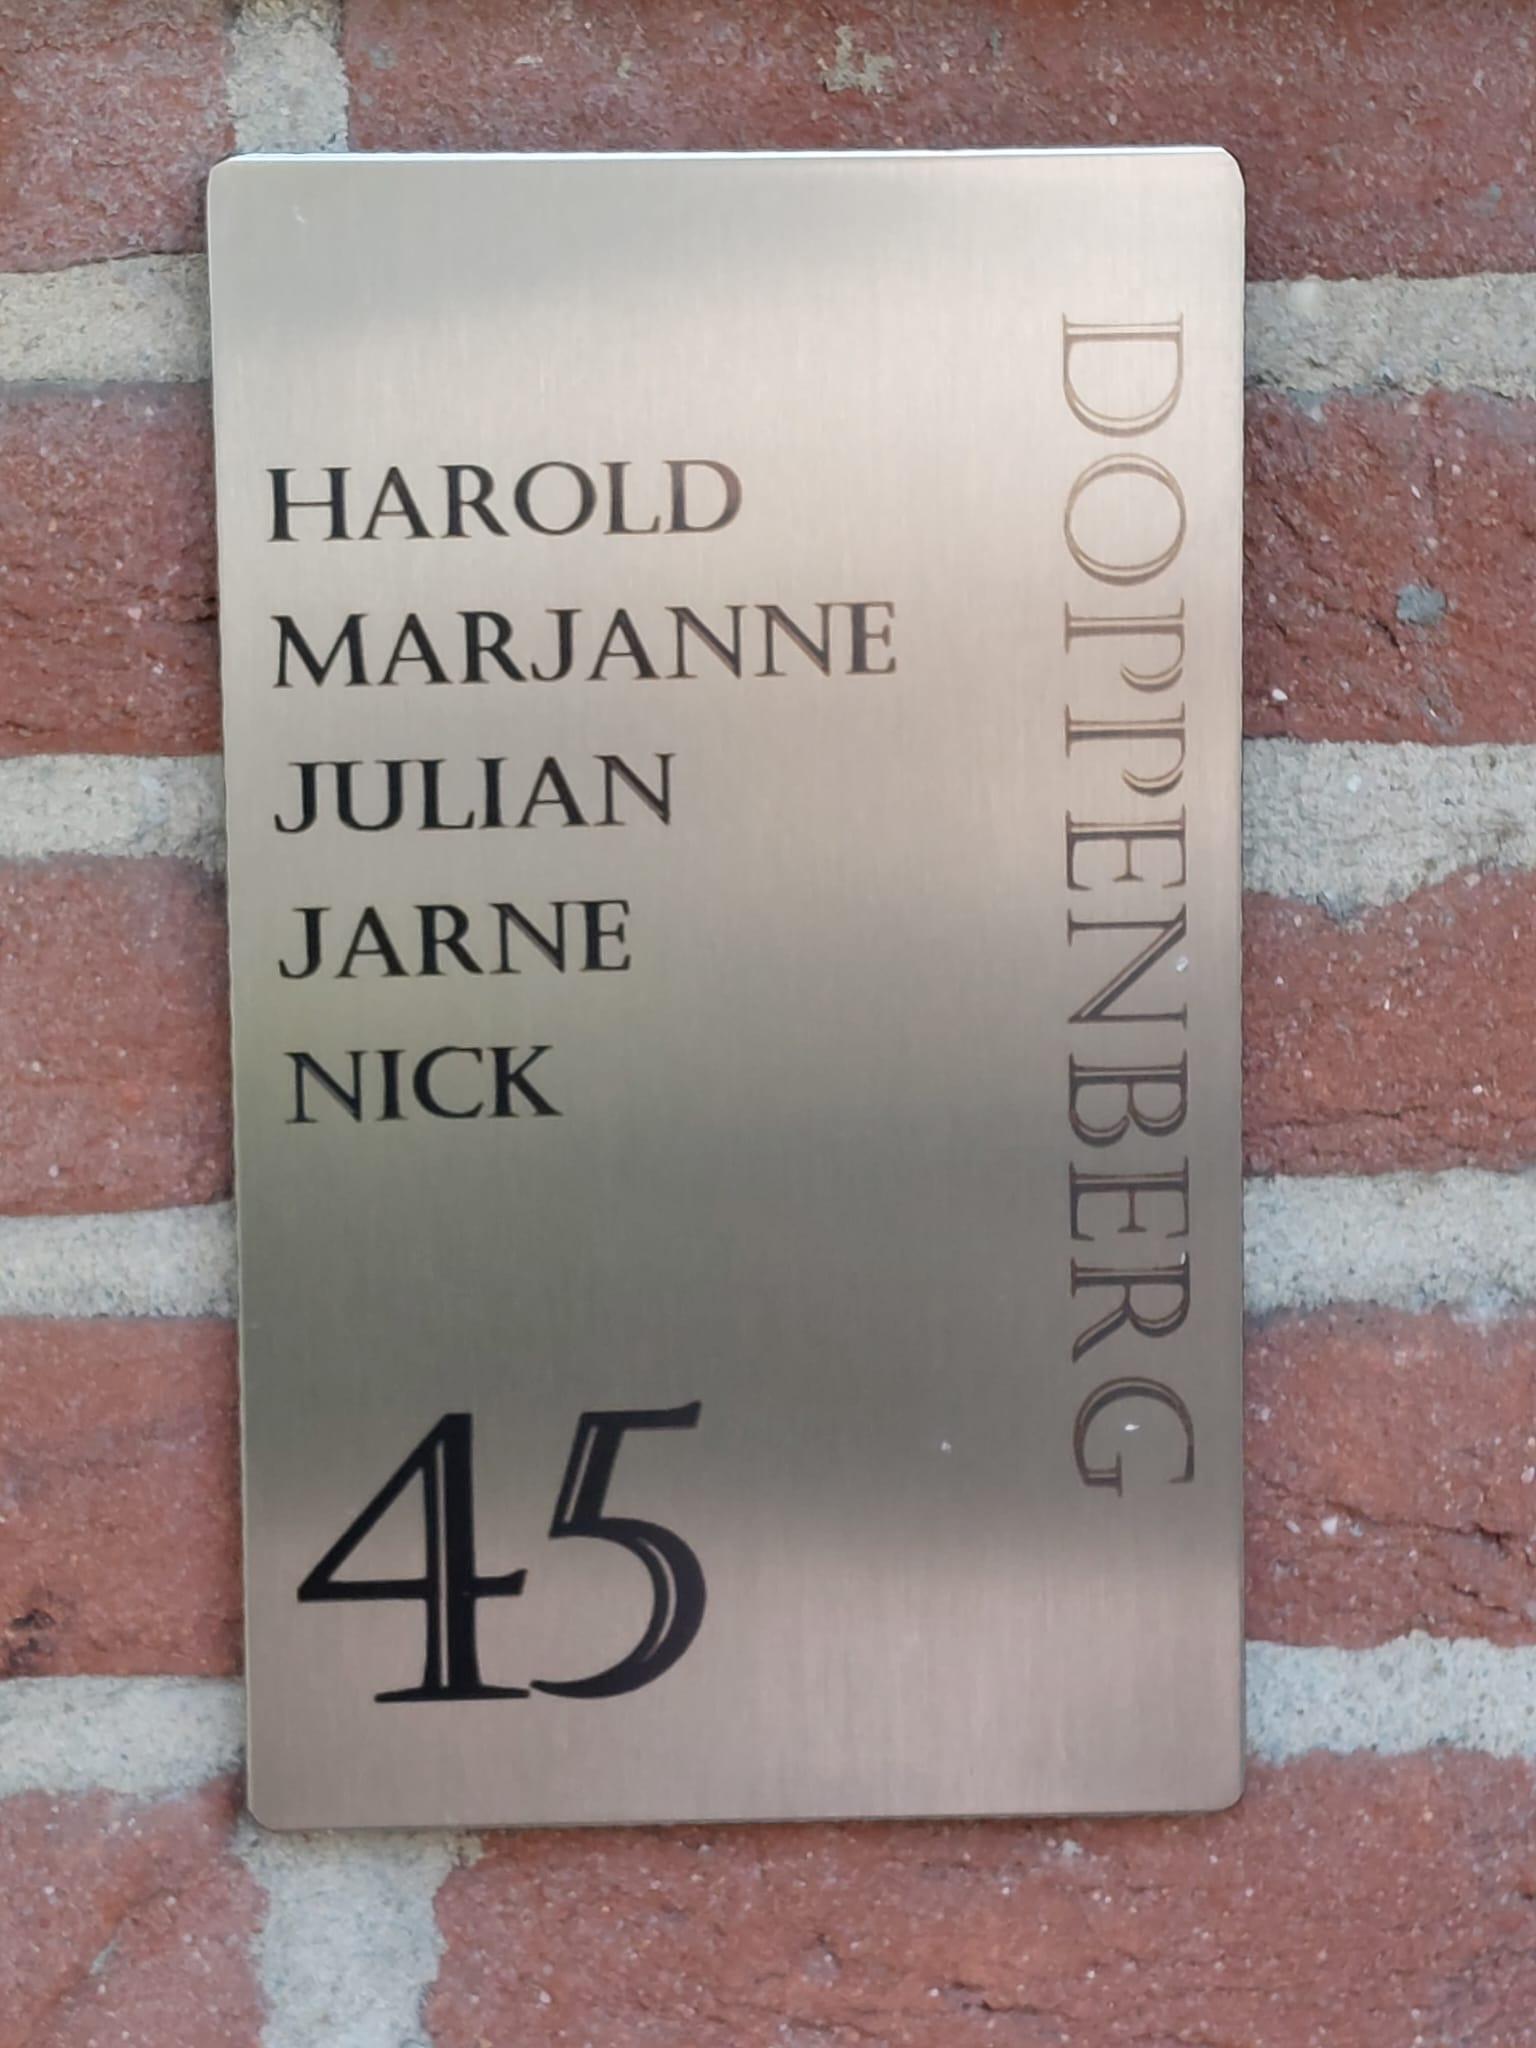 HAROLD
MARJANNE
JULIAN
JARNE
NICK
45
DOPPENBERG